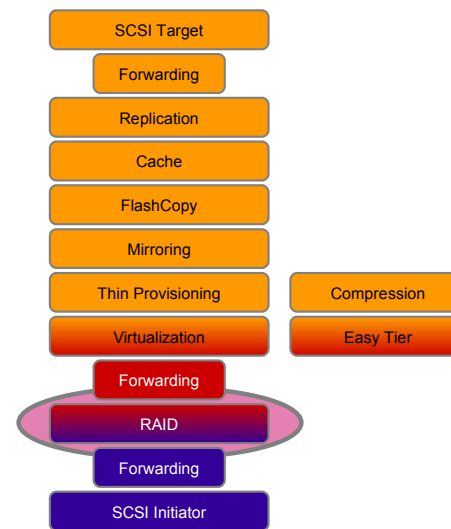 SCSI Target
Forwarding
Replication
Cache
FlashCopy
Mirroring
Thin Provisioning
Compression
Virtualization
Easy Tier
Forwarding
RAID
Forwarding
SCSI Initiator